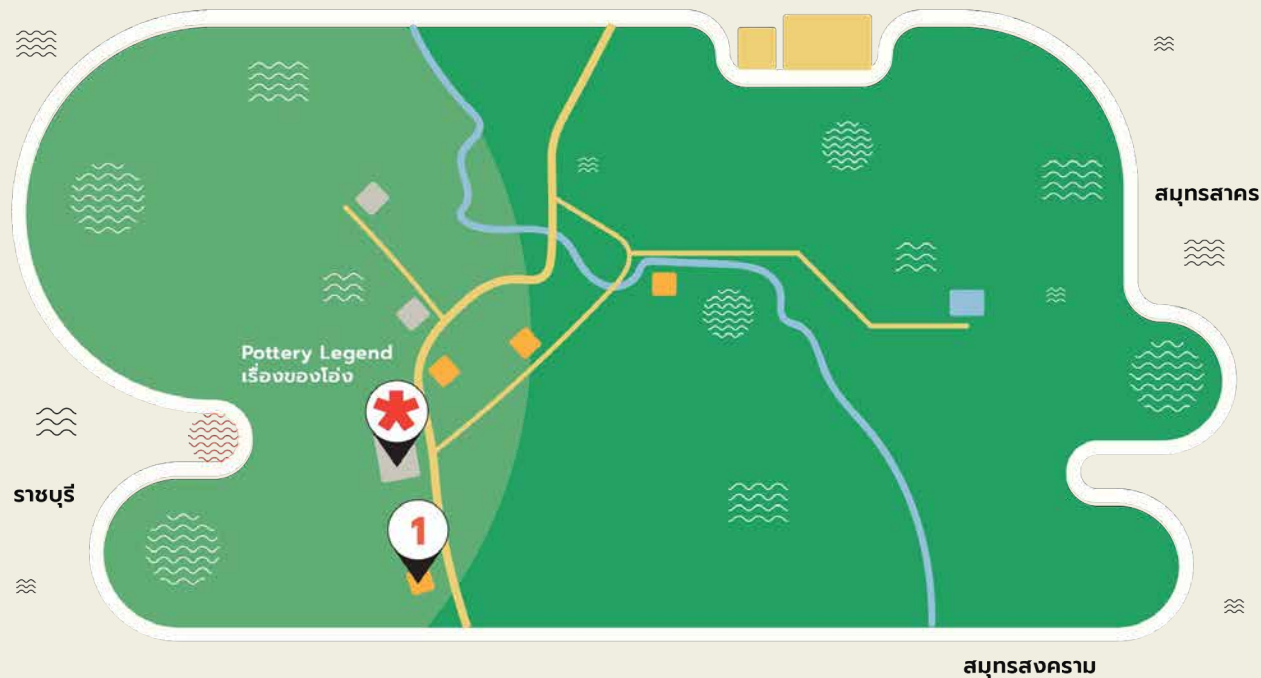 สมุทรสาคร
Pottery Legend
เรื่องของโอ่ง
ราชบุรี
1
สมุทรสงคราม